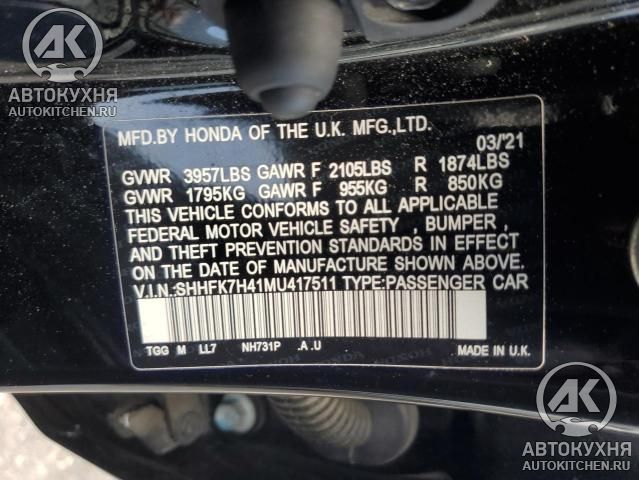 AK
АВТОКУХНЯ
AUTOKITCHEN.RU
MFD.BY HONDA OF THE U.K. MFG.,LTD.
03/'21
GVWR 3957LBS GAWR F 2105LBS R 1874LBS
GVWR 1795KG GAWR F 955KG R 850KG
THIS VEHICLE CONFORMS TO ALL APPLICABLE
FEDERAL MOTOR VEHICLE SAFETY , BUMPER ,
AND THEFT PREVENTION STANDARDS IN EFFECT
ON THE DATE OF MANUFACTURE SHOWN ABOVE.
V.I.N.:SHHFK7H41MU417511 TYPE:PASSENGER CAR
TGG M LL7 NH731P .A .U MADE IN U.K.
AK
АВТОКУХНЯ
AUTOKITCHEN.RU